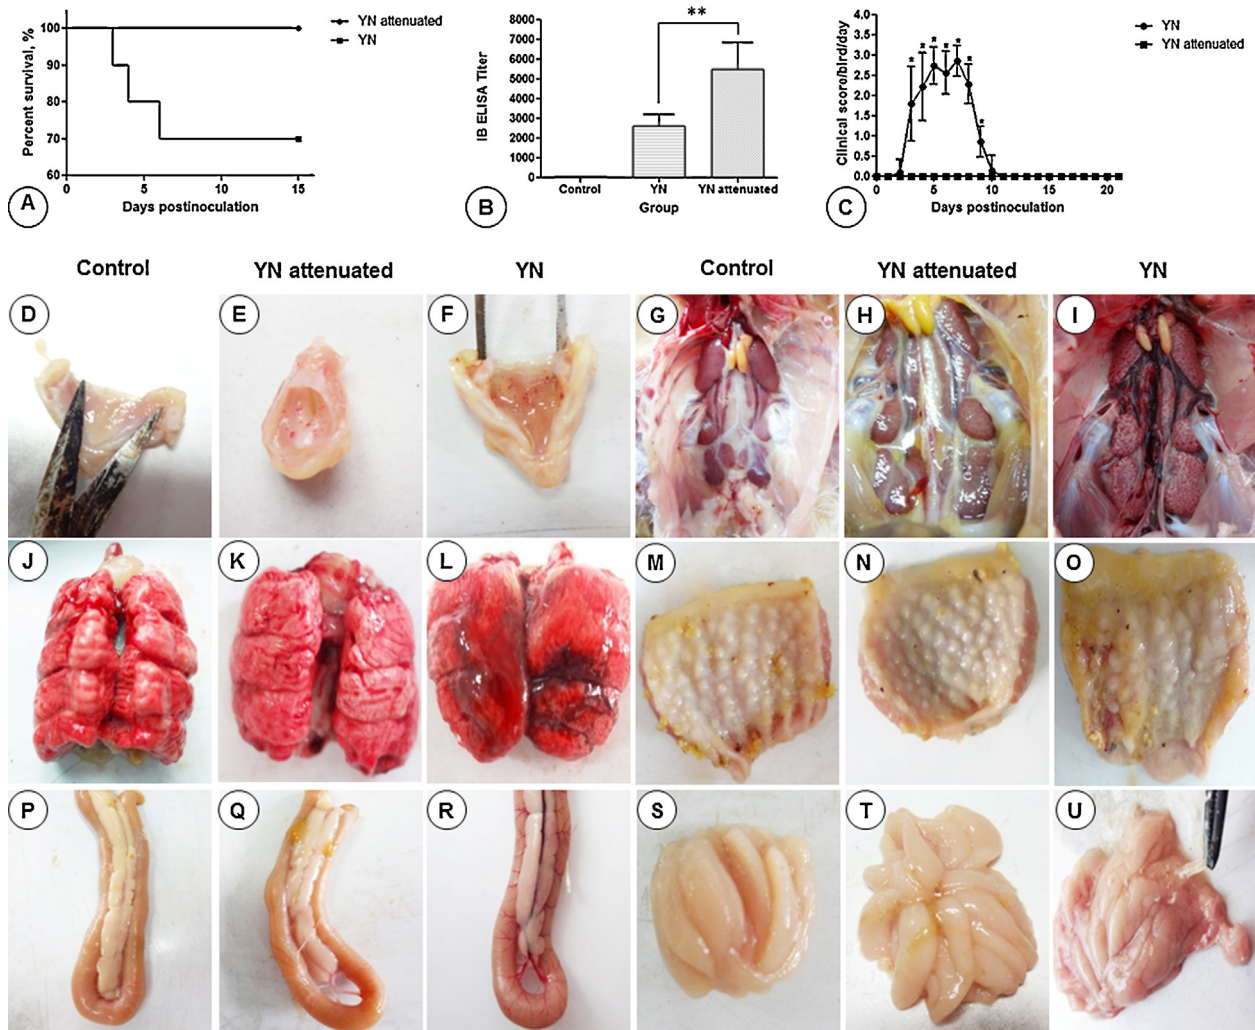 100
90
80
70
60
Percent survival, %
0
5
10
15
Days postinoculation
YN attenuated
YN
A
8000
7000
6000
5000
4000
3000
2000
1000
0
IB ELISA Titer
**
Control
YN
YN attenuated
Group
B
4.0
3.5
3.0
2.5
2.0
1.5
1.0
0.5
0.0
Clinical score/bird/day
* * * * * * *
0
5
10
15
20
Days postinoculation
YN
YN attenuated
C
Control
YN attenuated
YN
Control
YN attenuated
YN
D
E
F
G
H
I
J
K
L
M
N
O
P
Q
R
S
T
U